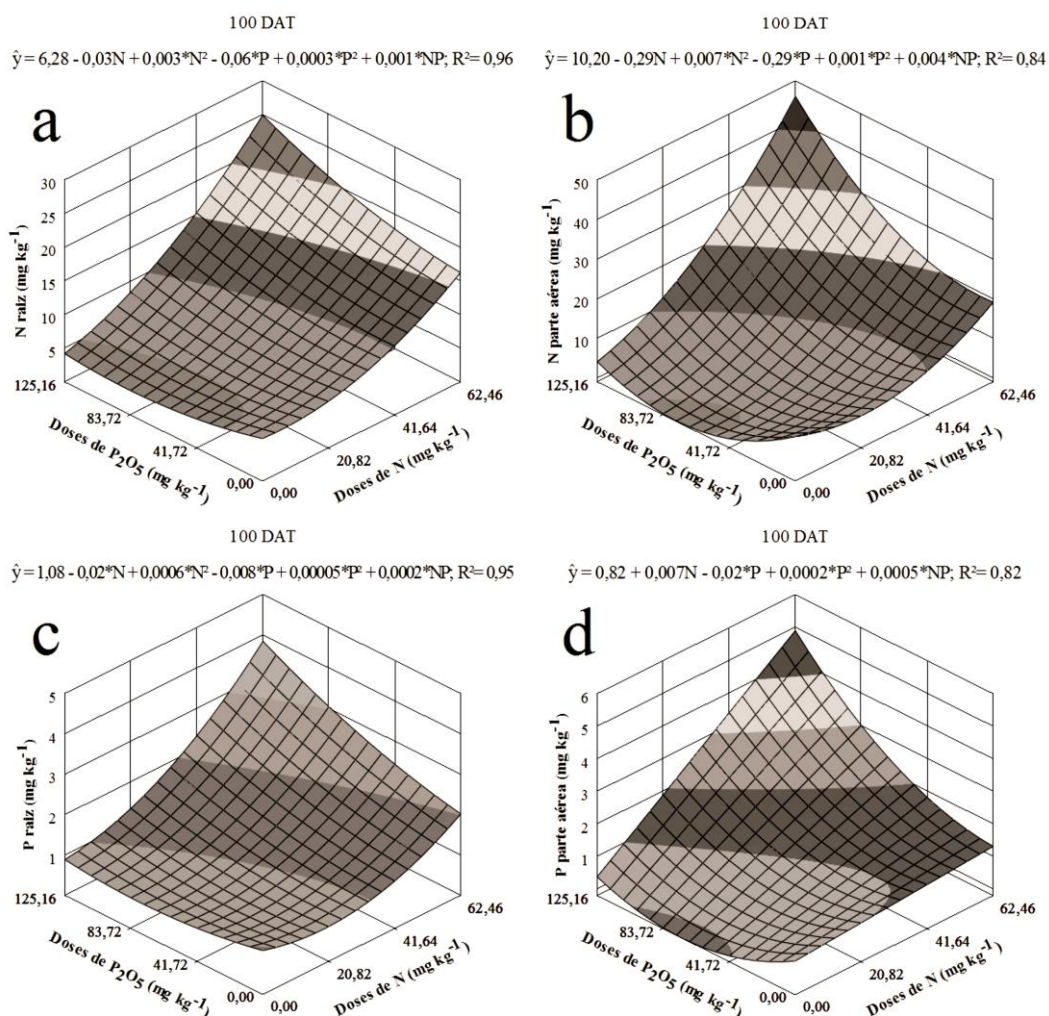 100 DAT
ŷ = 6,28 - 0,03N + 0,003*N² - 0,06*P + 0,0003*P² + 0,001*NP; R²= 0,96
a
30
25
20
15
10
5
N raiz (mg kg⁻¹)
125,16
83,72
41,72
0,00
Doses de P₂O₅ (mg kg⁻¹)
0,00
20,82
41,64
62,46
Doses de N (mg kg⁻¹)
100 DAT
ŷ = 10,20 - 0,29N + 0,007*N² - 0,29*P + 0,001*P² + 0,004*NP; R²= 0,84
b
50
40
30
20
10
N parte aérea (mg kg⁻¹)
125,16
83,72
41,72
0,00
Doses de P₂O₅ (mg kg⁻¹)
0,00
20,82
41,64
62,46
Doses de N (mg kg⁻¹)
100 DAT
ŷ = 1,08 - 0,02*N + 0,0006*N² - 0,008*P + 0,00005*P² + 0,0002*NP; R²= 0,95
c
5
4
3
2
1
P raiz (mg kg⁻¹)
125,16
83,72
41,72
0,00
Doses de P₂O₅ (mg kg⁻¹)
0,00
20,82
41,64
62,46
Doses de N (mg kg⁻¹)
100 DAT
ŷ = 0,82 + 0,007N - 0,02*P + 0,0002*P² + 0,0005*NP; R²= 0,82
d
6
5
4
3
2
1
P parte aérea (mg kg⁻¹)
125,16
83,72
41,72
0,00
Doses de P₂O₅ (mg kg⁻¹)
0,00
20,82
41,64
62,46
Doses de N (mg kg⁻¹)